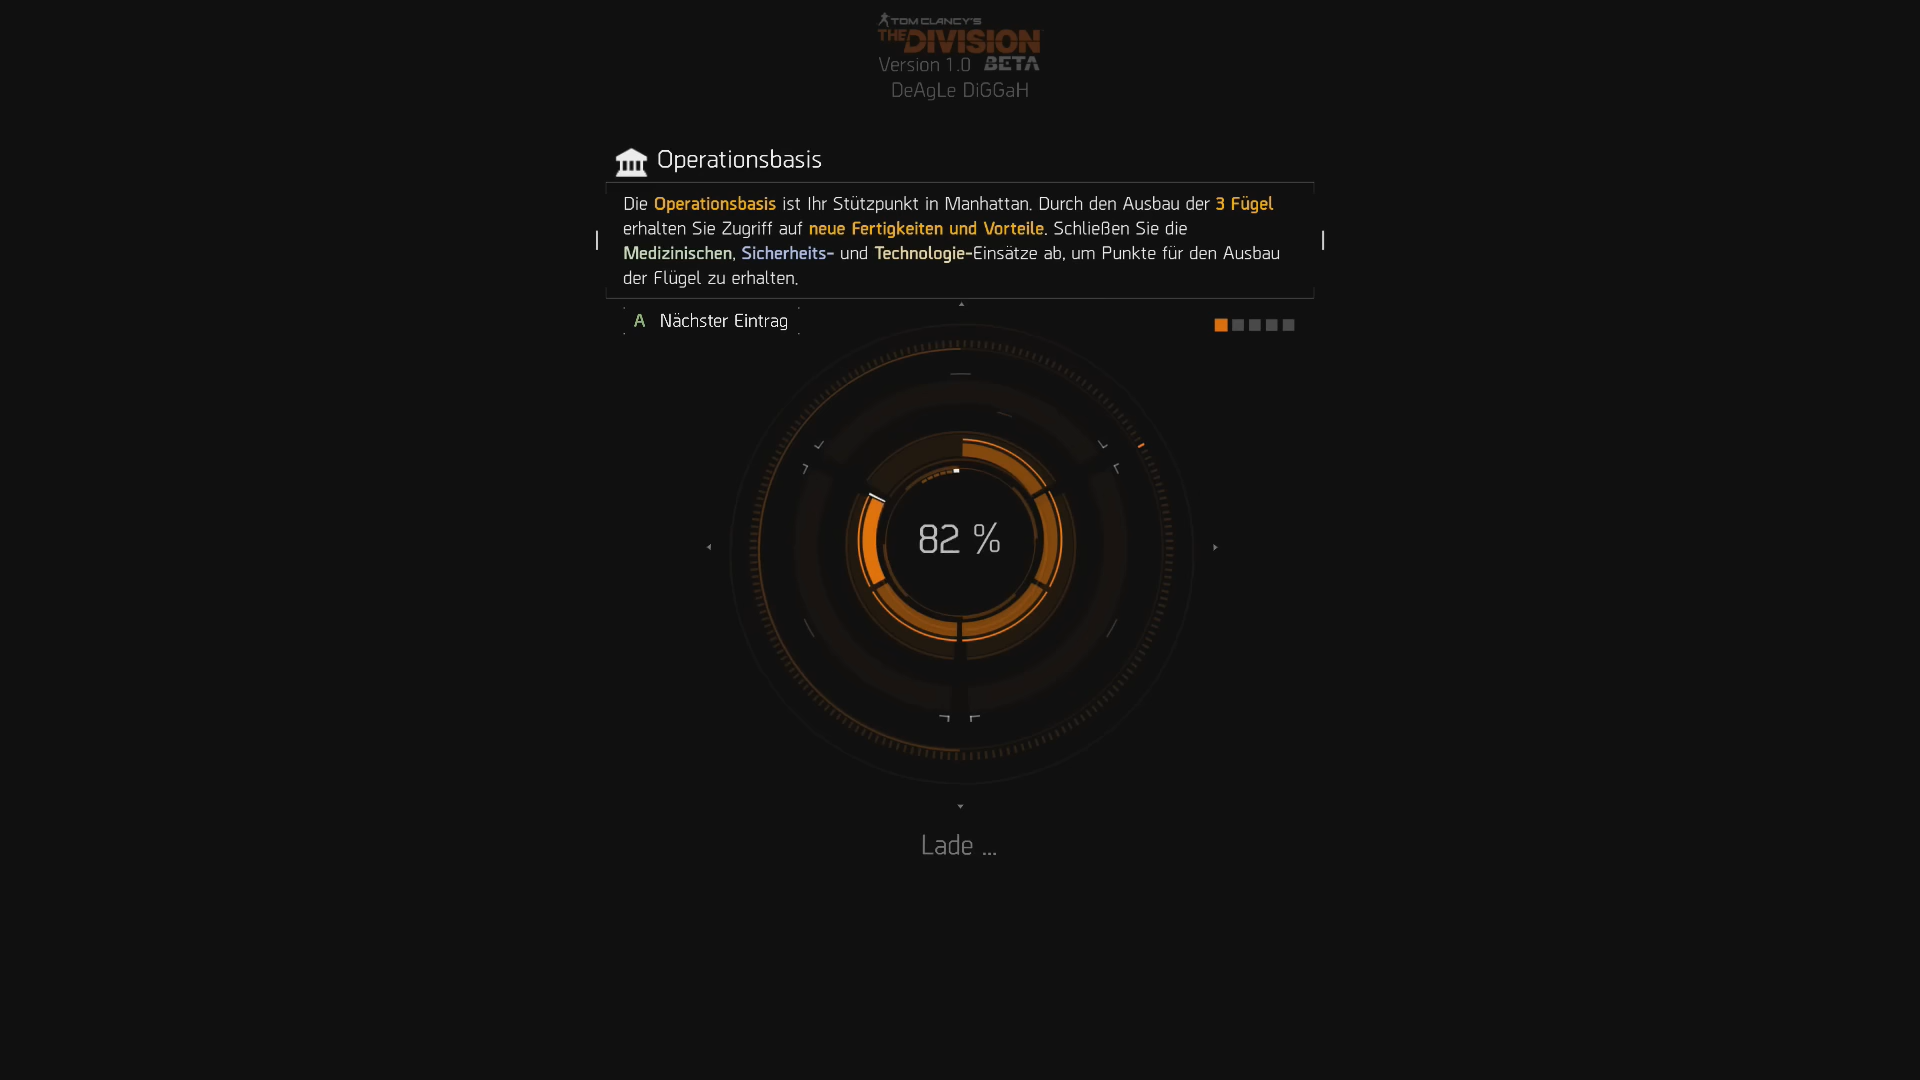 TOM CLANCY'S
THE DIVISION
Version 1.0 BETA
DeAgLe DiGGaH
Operationsbasis
Die Operationsbasis ist Ihr Stützpunkt in Manhattan. Durch den Ausbau der 3 Fügel
erhalten Sie Zugriff auf neue Fertigkeiten und Vorteile. Schließen Sie die
Medizinischen, Sicherheits- und Technologie-Einsätze ab, um Punkte für den Ausbau
der Flügel zu erhalten.
A Nächster Eintrag
82 %
Lade ...